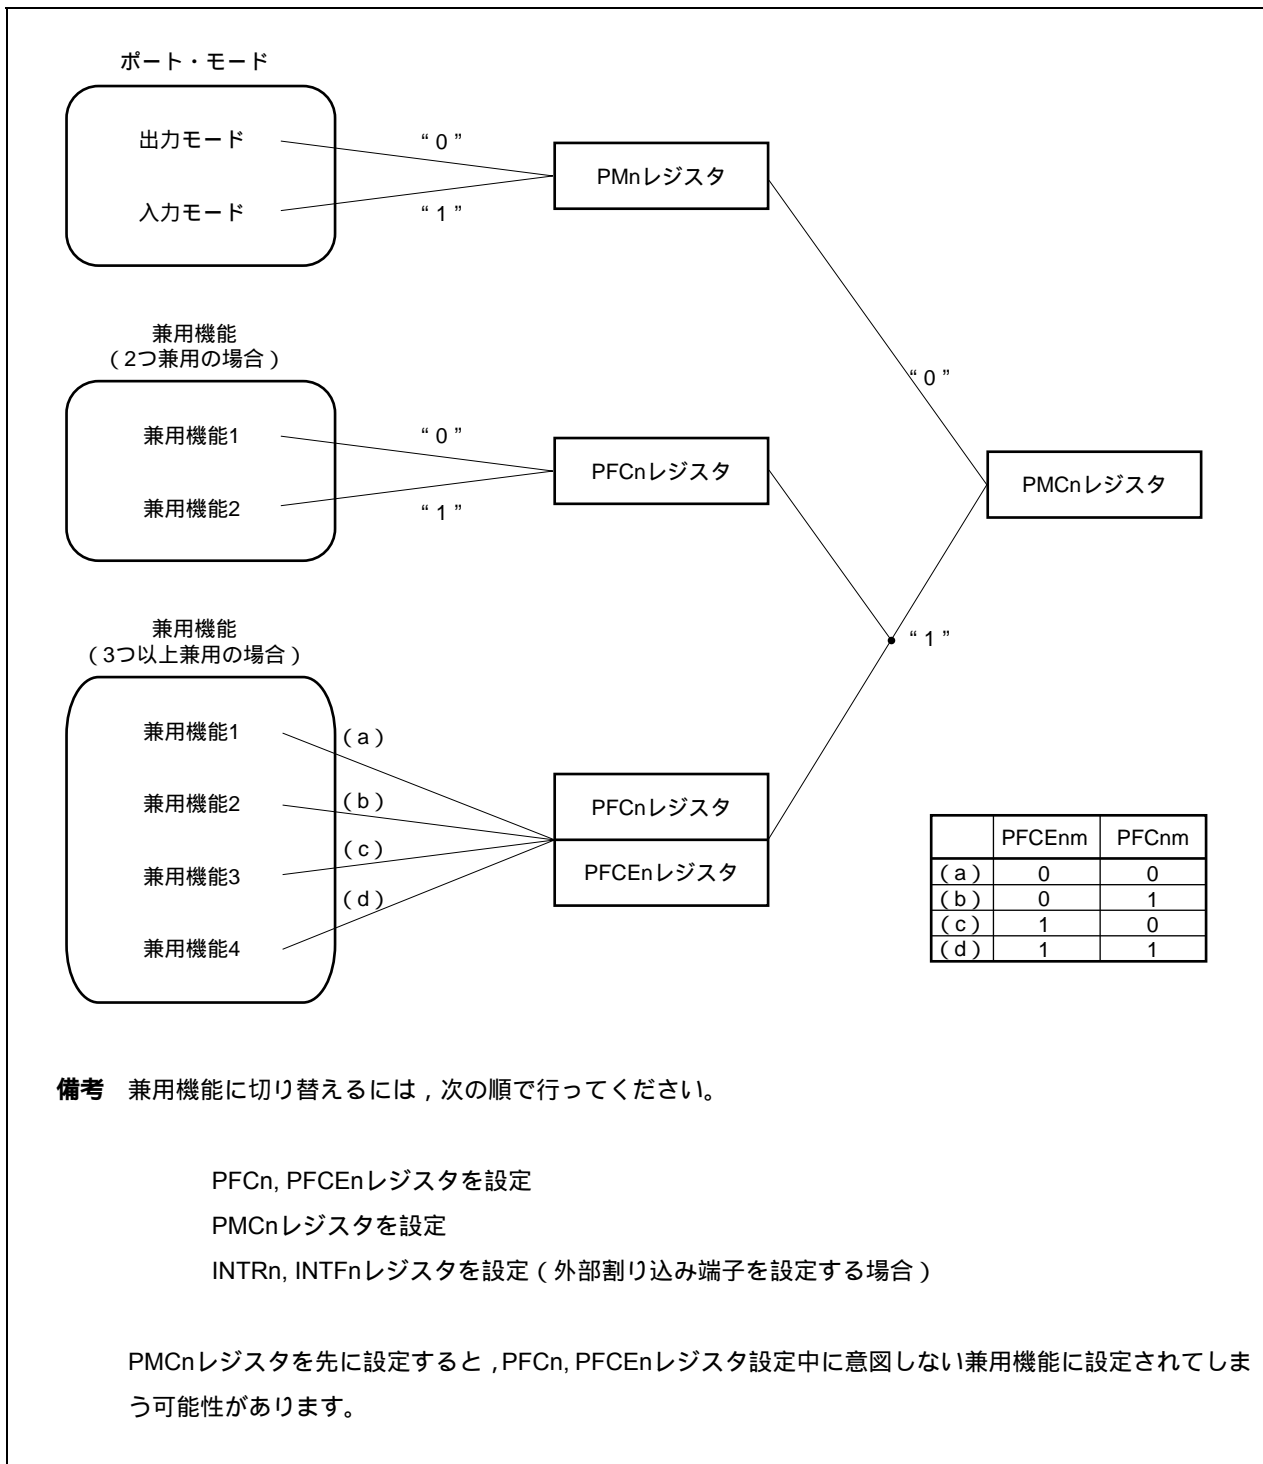 ポート・モード
出力モード
“ 0 ”
PMnレジスタ
入力モード
“ 1 ”
兼用機能
（2つ兼用の場合）
“ 0 ”
兼用機能1
“ 0 ”
PFCnレジスタ
PMCnレジスタ
兼用機能2
“ 1 ”
兼用機能
（3つ以上兼用の場合）
“ 1 ”
兼用機能1
（a）
兼用機能2
（b）
PFCnレジスタ
（c）
兼用機能3
PFCEnレジスタ
（d）
兼用機能4
PFCEnm PFCnm
（a） 0 0
（b） 0 1
（c） 1 0
（d） 1 1
備考 兼用機能に切り替えるには，次の順で行ってください。
PFCn, PFCEnレジスタを設定
PMCnレジスタを設定
INTRn, INTFnレジスタを設定（外部割り込み端子を設定する場合）
PMCnレジスタを先に設定すると，PFCn, PFCEnレジスタ設定中に意図しない兼用機能に設定されてしま
う可能性があります。